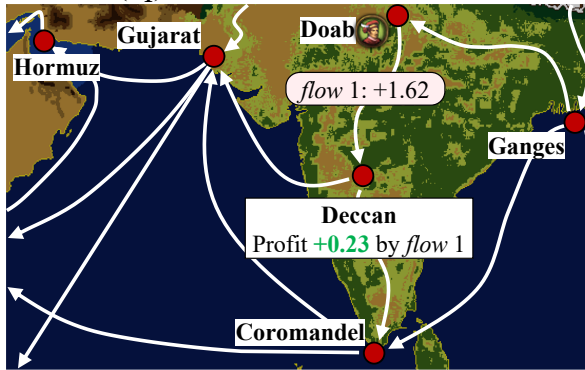 Gujarat
Doab
Hormuz
flow 1: +1.62
Ganges
Deccan
Profit +0.23 by flow 1
Coromandel